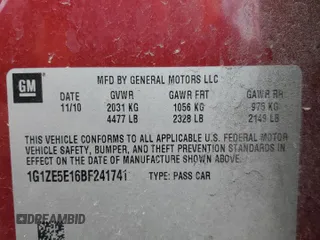 GM
MFD BY GENERAL MOTORS LLC
DATE GVWR GAWR FRT GAWR RR
11/10 2031 KG 1056 KG 975 KG
4477 LB 2328 LB 2149 LB
THIS VEHICLE CONFORMS TO ALL APPLICABLE U.S. FEDERAL MOTOR
VEHICLE SAFETY, BUMPER, AND THEFT PREVENTION STANDARDS
IN EFFECT ON THE DATE OF MANUFACTURE SHOWN ABOVE.
1G1ZE5E16BF241741 TYPE: PASS CAR